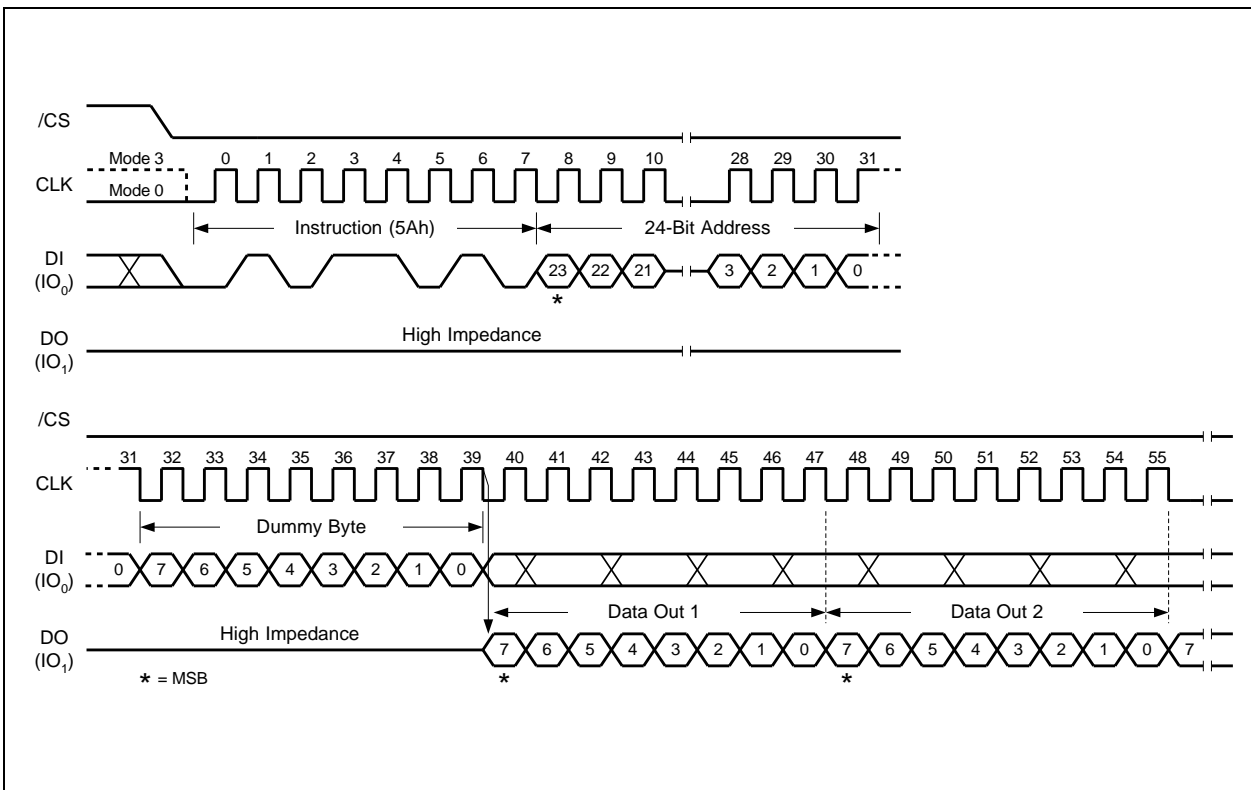 /CS
Mode 3 0 1 2 3 4 5 6 7 8 9 10 28 29 30 31
CLK
Mode 0
Instruction (5Ah) 24-Bit Address
DI
(IO0)
23 22 21 3 2 1 0
*
High Impedance
DO
(IO1)
/CS
31 32 33 34 35 36 37 38 39 40 41 42 43 44 45 46 47 48 49 50 51 52 53 54 55
CLK
Dummy Byte
DI
(IO0)
0 7 6 5 4 3 2 1 0
Data Out 1 Data Out 2
High Impedance
DO
(IO1)
7 6 5 4 3 2 1 0 7 6 5 4 3 2 1 0 7
* = MSB * *